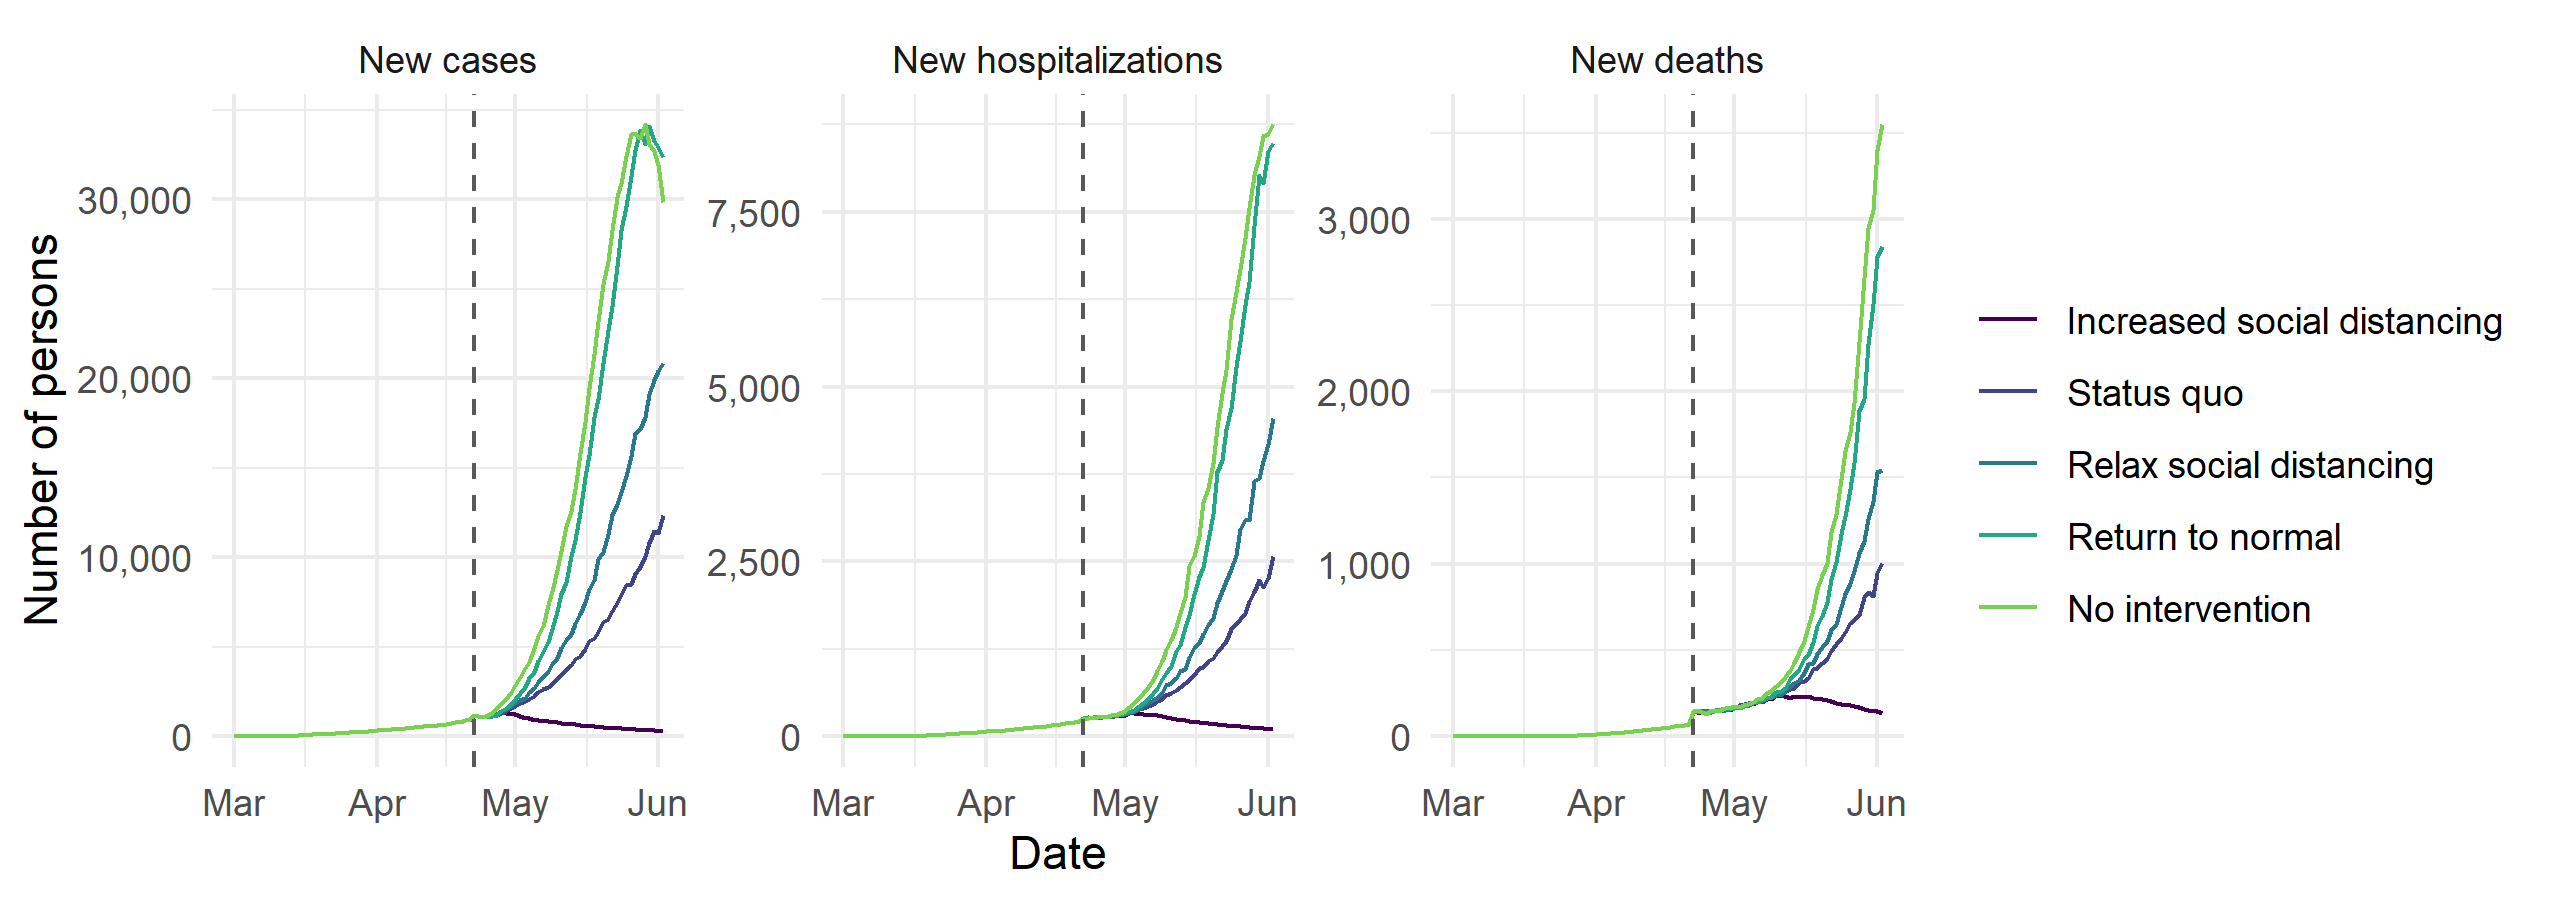 New cases
New hospitalizations
New deaths
Number of persons
30,000
20,000
10,000
0
7,500
5,000
2,500
0
3,000
2,000
1,000
0
Mar Apr May Jun
Mar Apr May Jun
Mar Apr May Jun
Date
Increased social distancing
Status quo
Relax social distancing
Return to normal
No intervention